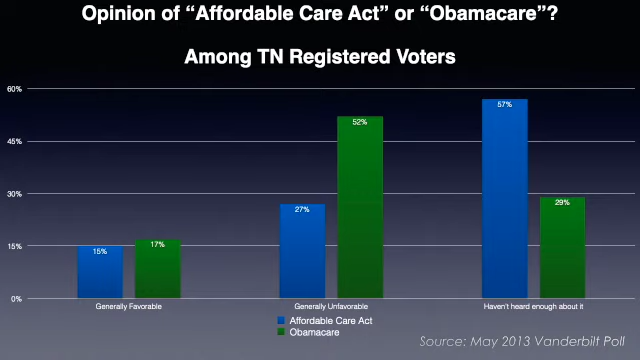 Opinion of “Affordable Care Act” or “Obamacare”?
Among TN Registered Voters
60%
45%
30%
15%
0%
15%
17%
27%
52%
57%
29%
Generally Favorable
Generally Unfavorable
Haven't heard enough about it
Affordable Care Act
Obamacare
Source: May 2013 Vanderbilt Poll